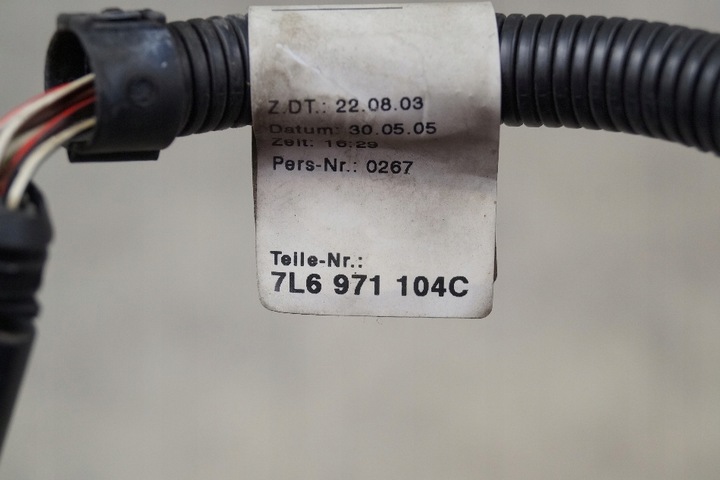 Z.DT.: 22.08.03
Datum: 30.05.05
Zeit: 16:29
Pers-Nr.: 0267
Teile-Nr.:
7L6 971 104C